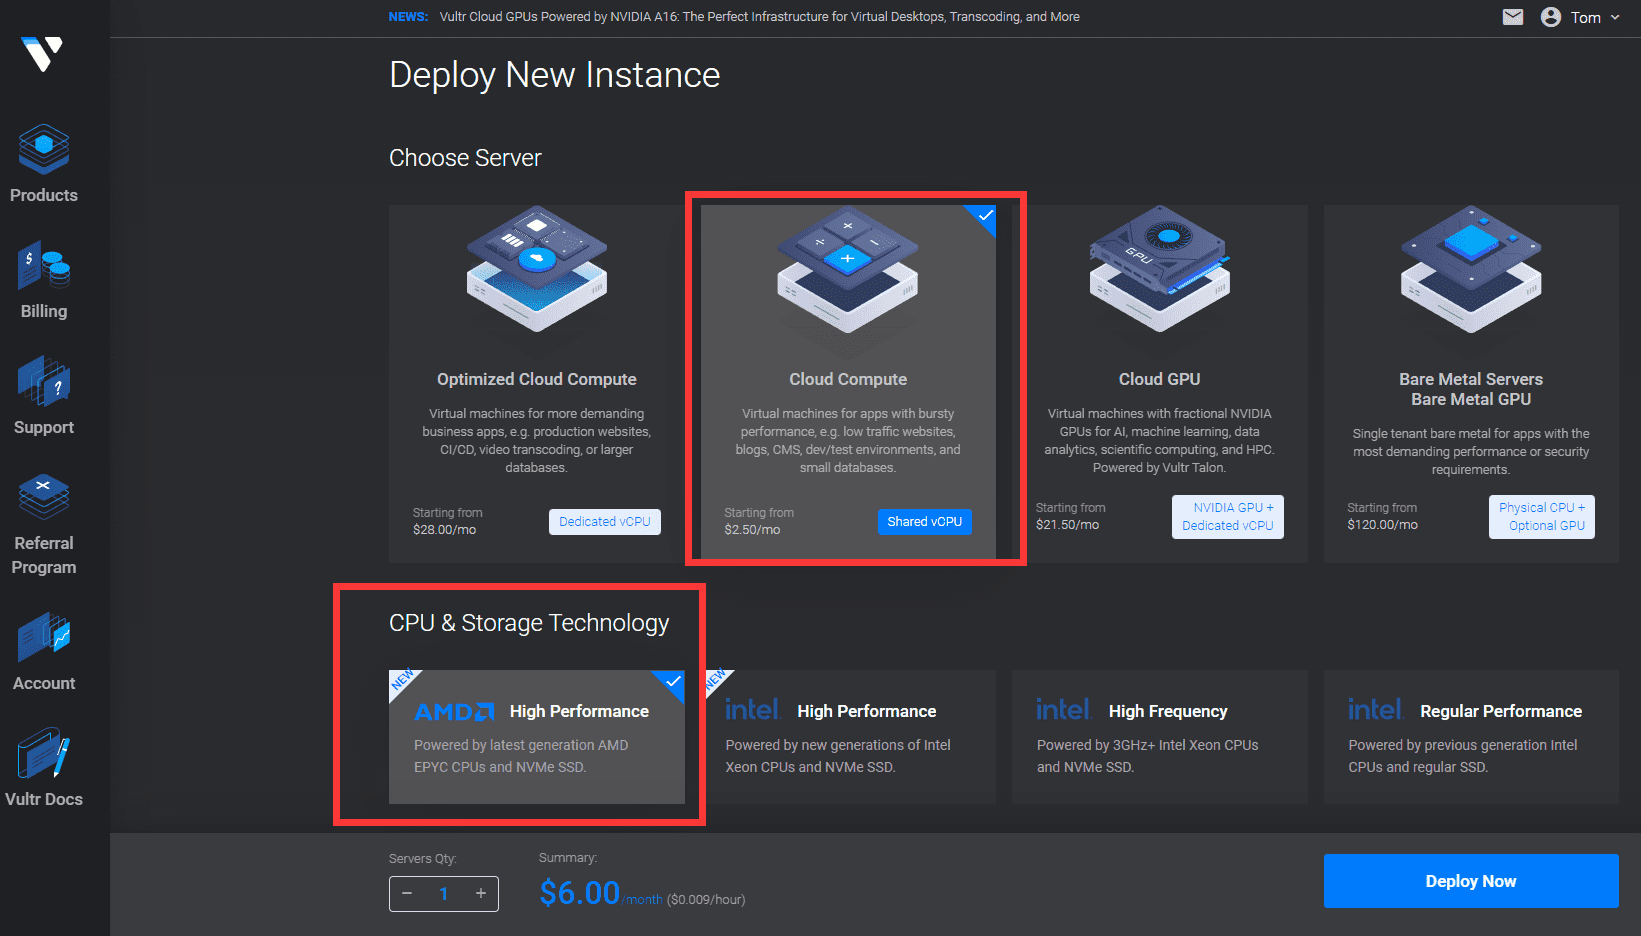 NEWS: Vultr Cloud GPUs Powered by NVIDIA A16: The Perfect Infrastructure for Virtual Desktops, Transcoding, and More
Tom
Products
$
Billing
?
Support
Referral
Program
Account
Vultr Docs
Deploy New Instance
Choose Server
Optimized Cloud Compute
Virtual machines for more demanding
business apps, e.g. production websites,
CI/CD, video transcoding, or larger
databases.
Starting from
$28.00/mo
Dedicated vCPU
Cloud Compute
Virtual machines for apps with bursty
performance, e.g. low traffic websites,
blogs, CMS, dev/test environments, and
small databases.
Starting from
$2.50/mo
Shared vCPU
GPU
Cloud GPU
Virtual machines with fractional NVIDIA
GPUs for AI, machine learning, data
analytics, scientific computing, and HPC.
Powered by Vultr Talon.
Starting from
$21.50/mo
NVIDIA GPU +
Dedicated vCPU
Bare Metal Servers
Bare Metal GPU
Single tenant bare metal for apps with the
most demanding performance or security
requirements.
Starting from
$120.00/mo
Physical CPU +
Optional GPU
CPU & Storage Technology
NEW
AMD High Performance
Powered by latest generation AMD
EPYC CPUs and NVMe SSD.
NEW
intel. High Performance
Powered by new generations of Intel
Xeon CPUs and NVMe SSD.
intel. High Frequency
Powered by 3GHz+ Intel Xeon CPUs
and NVMe SSD.
intel. Regular Performance
Powered by previous generation Intel
CPUs and regular SSD.
Servers Qty:
− 1 +
Summary:
$6.00/month ($0.009/hour)
Deploy Now